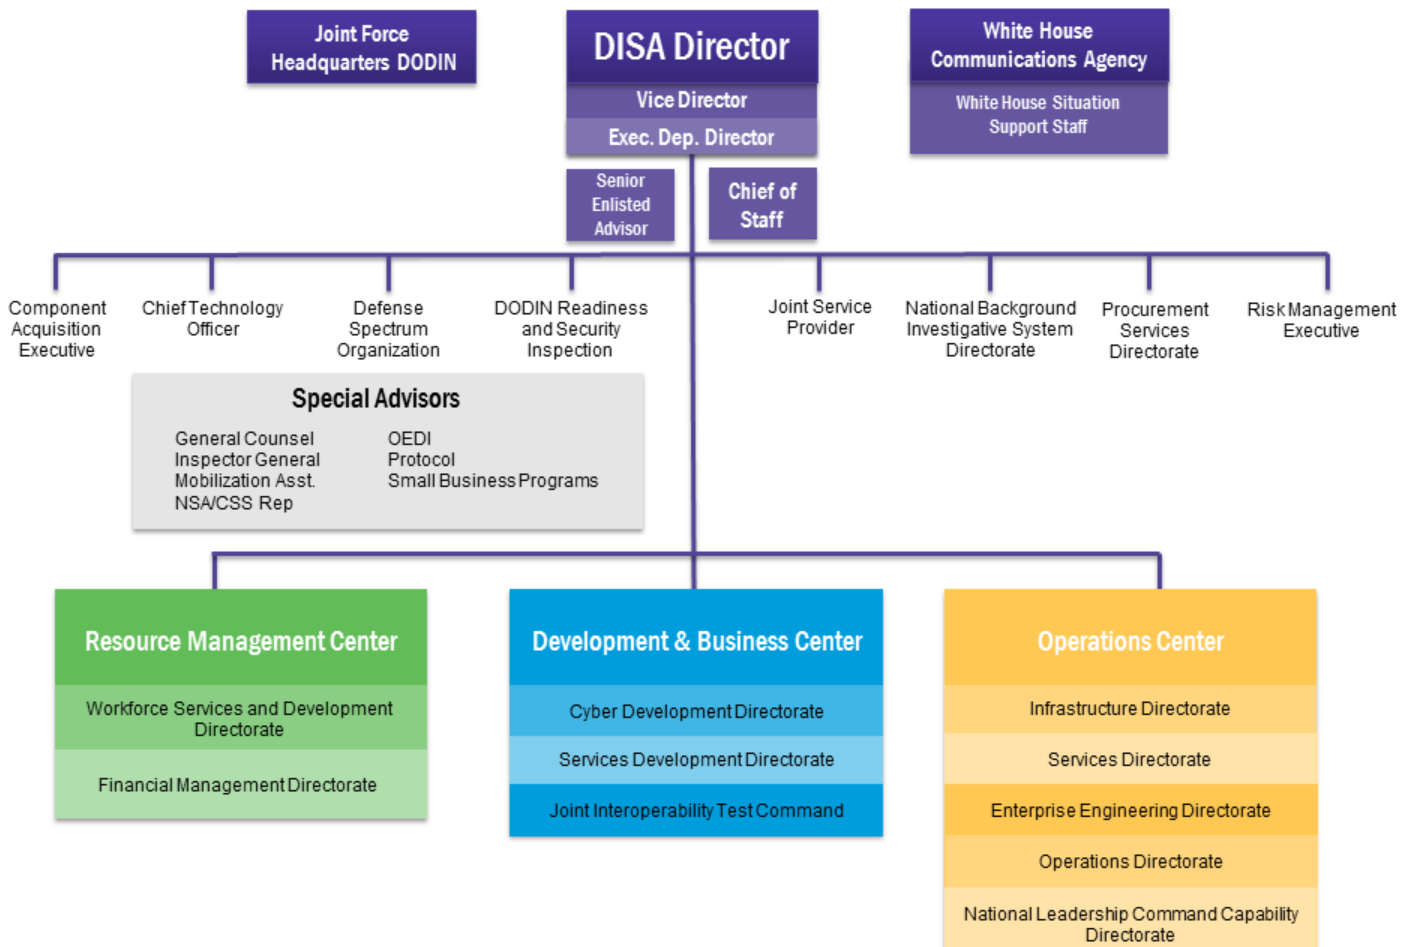 Joint Force
Headquarters DODIN
DISA Director
Vice Director
Exec. Dep. Director
White House
Communications Agency
White House Situation
Support Staff
Senior
Enlisted
Advisor
Chief of
Staff
Component
Acquisition
Executive
Chief Technology
Officer
Defense
Spectrum
Organization
DODIN Readiness
and Security
Inspection
Joint Service
Provider
National Background
Investigative System
Directorate
Procurement
Services
Directorate
Risk Management
Executive
Special Advisors
General Counsel
Inspector General
Mobilization Asst.
NSA/CSS Rep
OEDI
Protocol
Small Business Programs
Resource Management Center
Workforce Services and Development
Directorate
Financial Management Directorate
Development & Business Center
Cyber Development Directorate
Services Development Directorate
Joint Interoperability Test Command
Operations Center
Infrastructure Directorate
Services Directorate
Enterprise Engineering Directorate
Operations Directorate
National Leadership Command Capability
Directorate